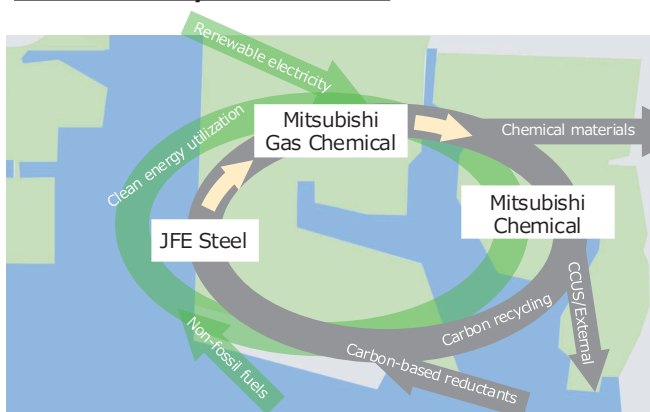 Renewable electricity
Clean energy utilization
Mitsubishi
Gas Chemical
Chemical materials
Mitsubishi
Chemical
JFE Steel
CCUS/External
Carbon recycling
Non-fossil fuels
Carbon-based reductants